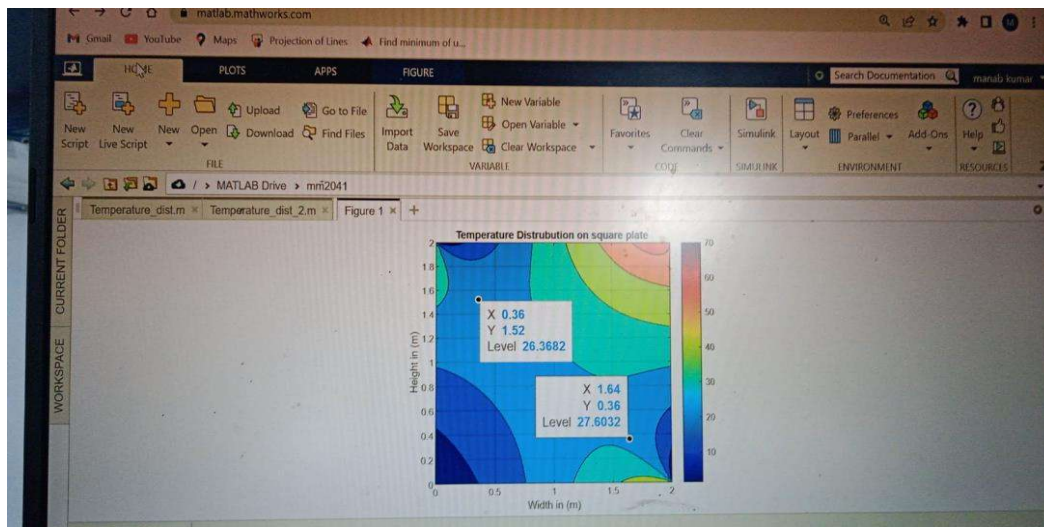 matlab.mathworks.com
Gmail YouTube Maps Projection of Lines Find minimum of u...
HOME PLOTS APPS FIGURE Search Documentation manab kumar
New Script New Live Script New Open Upload Download Go to File Find Files Import Data Save Workspace New Variable Open Variable Clear Workspace Favorites Clear Commands Simulink Layout Preferences Parallel Add-Ons Help
FILE VARIABLE CODE SIMULINK ENVIRONMENT RESOURCES
/ > MATLAB Drive > mm2041
Temperature_dist.m × Temperature_dist_2.m × Figure 1 × +
CURRENT FOLDER
WORKSPACE
Temperature Distrubution on square plate
2
1.8
1.6
1.4
1.2
1
0.8
0.6
0.4
0.2
0
Height in (m)
X 0.36
Y 1.52
Level 26.3682
X 1.64
Y 0.36
Level 27.6032
0 0.5 1 1.5 2
Width in (m)
70
60
50
40
30
20
10